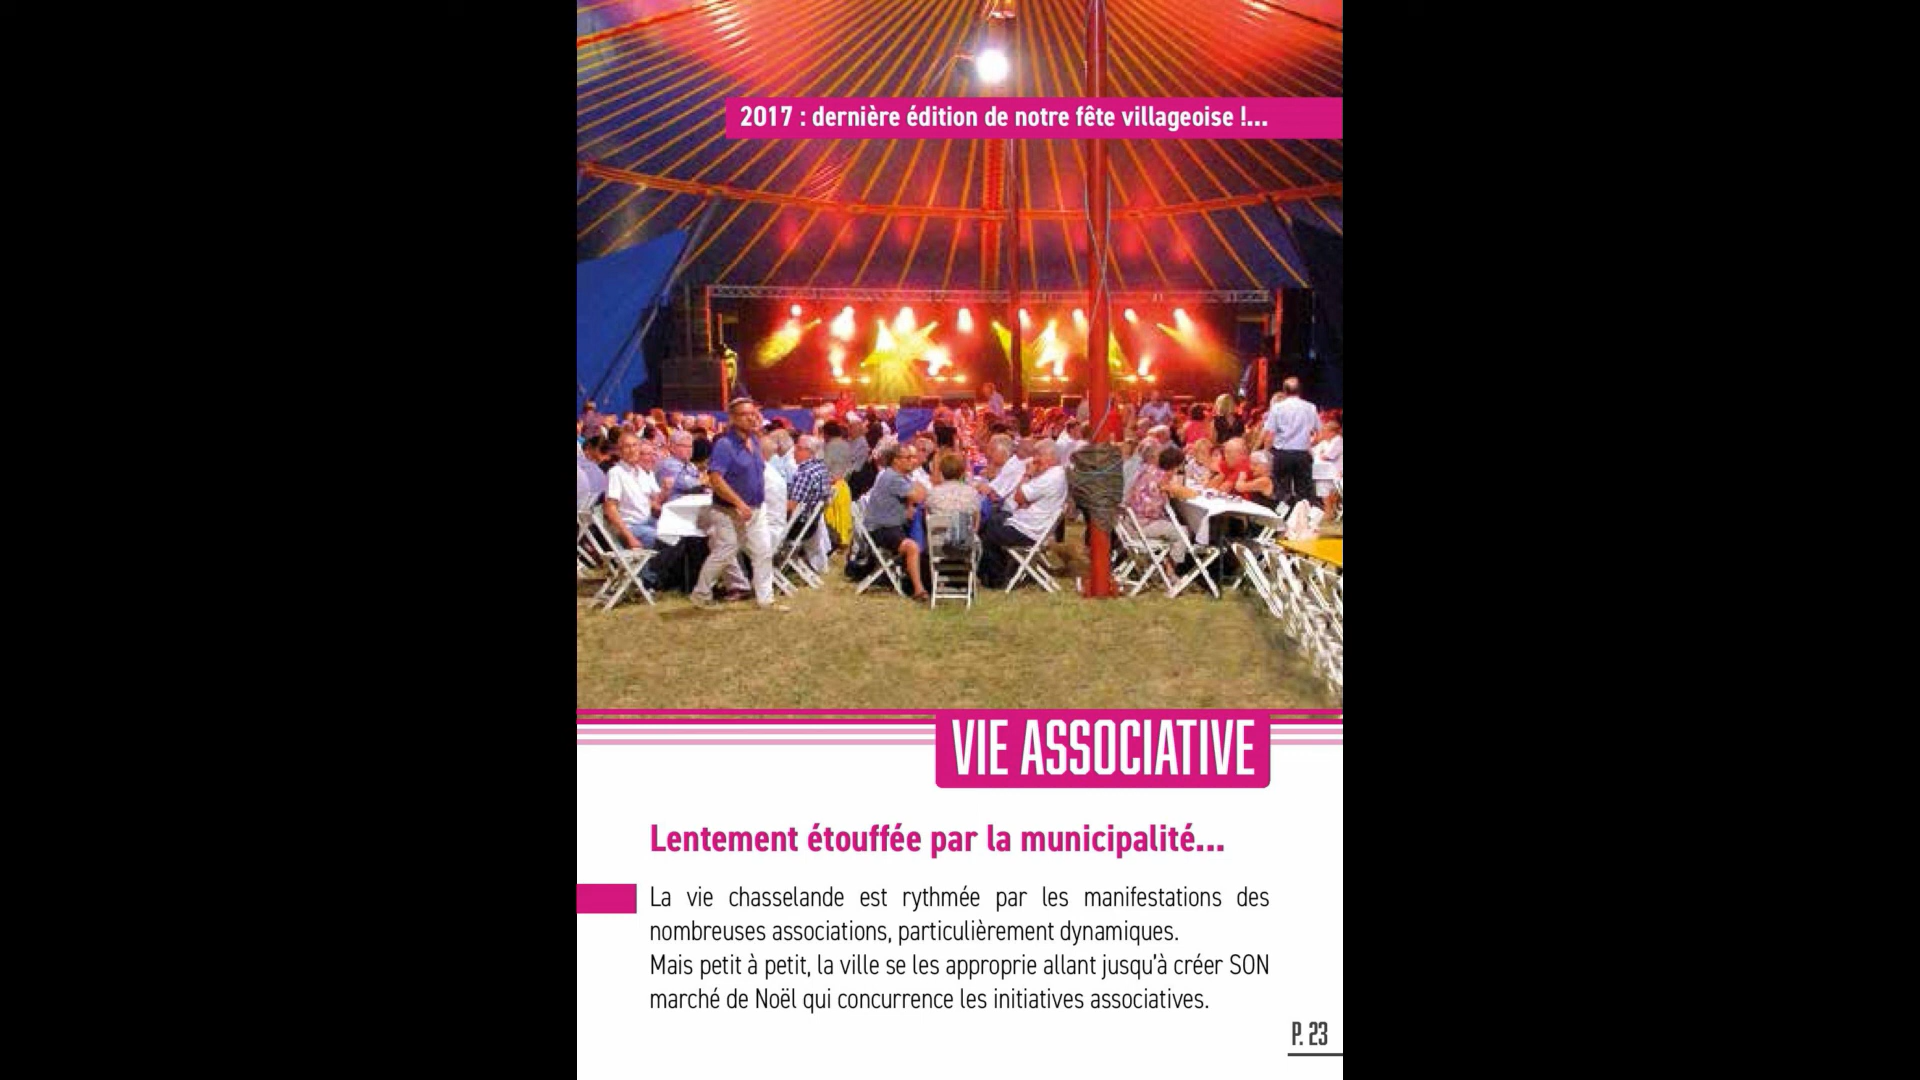 2017 : dernière édition de notre fête villageoise !...
VIE ASSOCIATIVE
Lentement étouffée par la municipalité...
La vie chasselande est rythmée par les manifestations des
nombreuses associations, particulièrement dynamiques.
Mais petit à petit, la ville se les approprie allant jusqu'à créer SON
marché de Noël qui concurrence les initiatives associatives.
P. 23